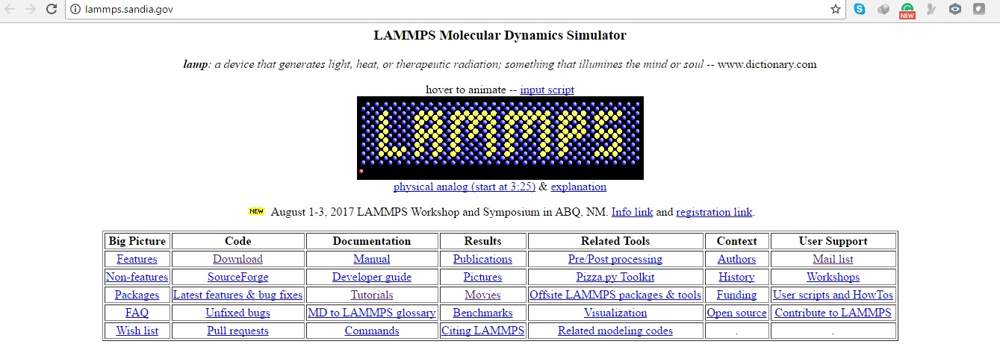 lammps.sandia.gov
NEW
LAMMPS Molecular Dynamics Simulator
lamp: a device that generates light, heat, or therapeutic radiation; something that illumines the mind or soul -- www.dictionary.com
hover to animate -- input script
LAMMPS
physical analog (start at 3:25) & explanation
NEW August 1-3, 2017 LAMMPS Workshop and Symposium in ABQ, NM. Info link and registration link.
Big Picture Code Documentation Results Related Tools Context User Support
Features Download Manual Publications Pre/Post processing Authors Mail list
Non-features SourceForge Developer guide Pictures Pizza.py Toolkit History Workshops
Packages Latest features & bug fixes Tutorials Movies Offsite LAMMPS packages & tools Funding User scripts and HowTos
FAQ Unfixed bugs MD to LAMMPS glossary Benchmarks Visualization Open source Contribute to LAMMPS
Wish list Pull requests Commands Citing LAMMPS Related modeling codes . .